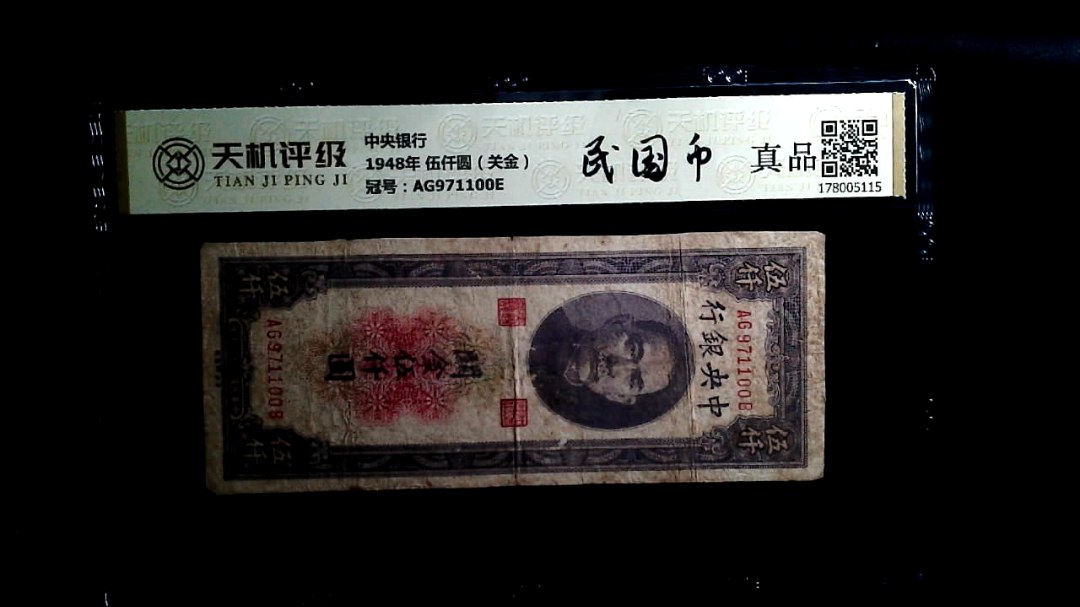 天机评级
TIAN JI PING JI
中央银行
1948年 伍仟圆（关金）
冠号：AG971100E
民国币
真品
178005115
伍仟
伍仟
AG971100B
中央銀行
關金伍仟圓
AG971100B
伍仟
伍仟